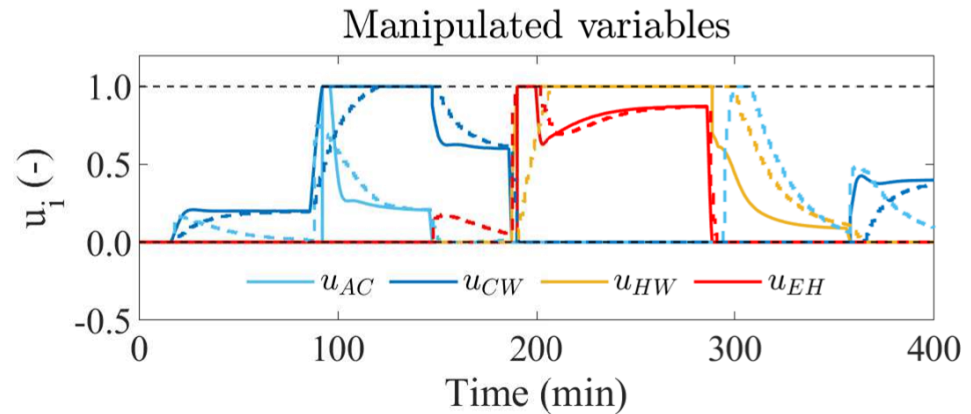 Manipulated variables
1.0
0.5
0.0
-0.5
u_i (-)
u_AC u_CW u_HW u_EH
0 100 200 300 400
Time (min)